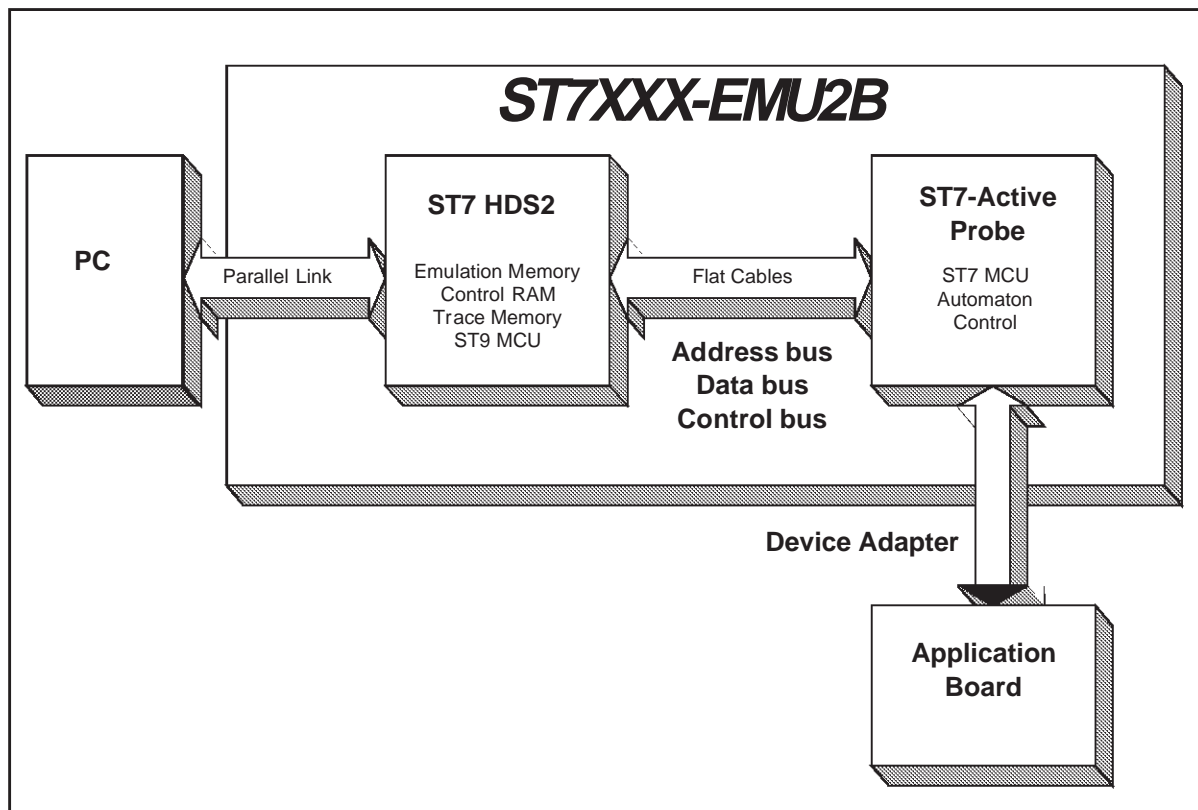 ST7XXX-EMU2B
PC
Parallel Link
ST7 HDS2
Emulation Memory
Control RAM
Trace Memory
ST9 MCU
Flat Cables
Address bus
Data bus
Control bus
ST7-Active
Probe
ST7 MCU
Automaton
Control
Device Adapter
Application
Board